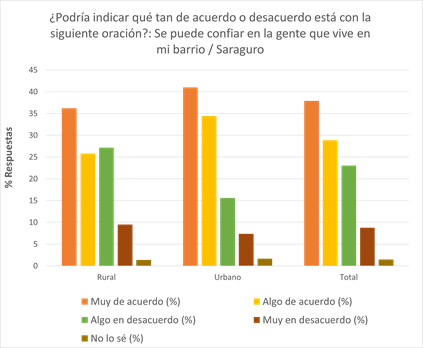 ¿Podría indicar qué tan de acuerdo o desacuerdo está con la
siguiente oración?: Se puede confiar en la gente que vive en
mi barrio / Saraguro
45
40
35
30
25
20
15
10
5
0
% Respuestas
Rural Urbano Total
Muy de acuerdo (%) Algo de acuerdo (%)
Algo en desacuerdo (%) Muy en desacuerdo (%)
No lo sé (%)